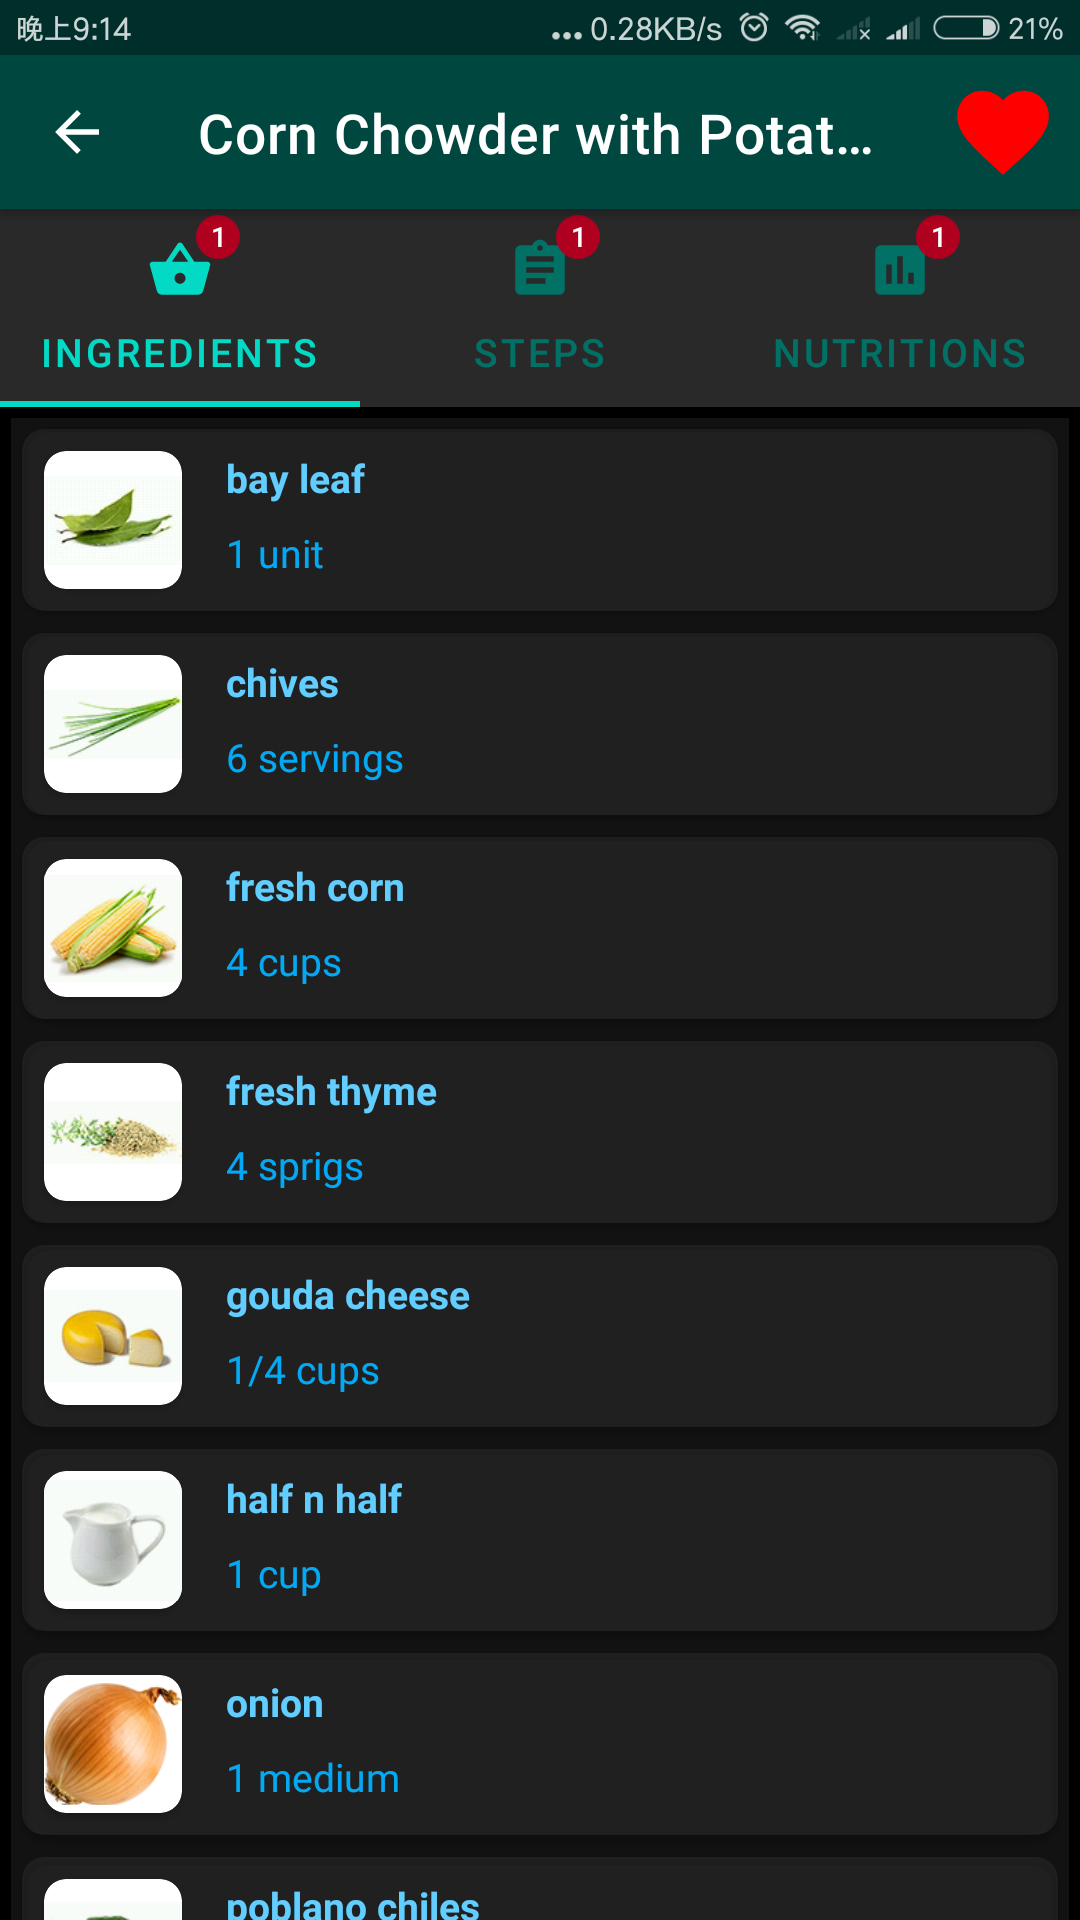 晚上9:14
... 0.28KB/s 21%
Corn Chowder with Potat...
1 1 1
INGREDIENTS STEPS NUTRITIONS
bay leaf
1 unit
chives
6 servings
fresh corn
4 cups
fresh thyme
4 sprigs
gouda cheese
1/4 cups
half n half
1 cup
onion
1 medium
poblano chiles